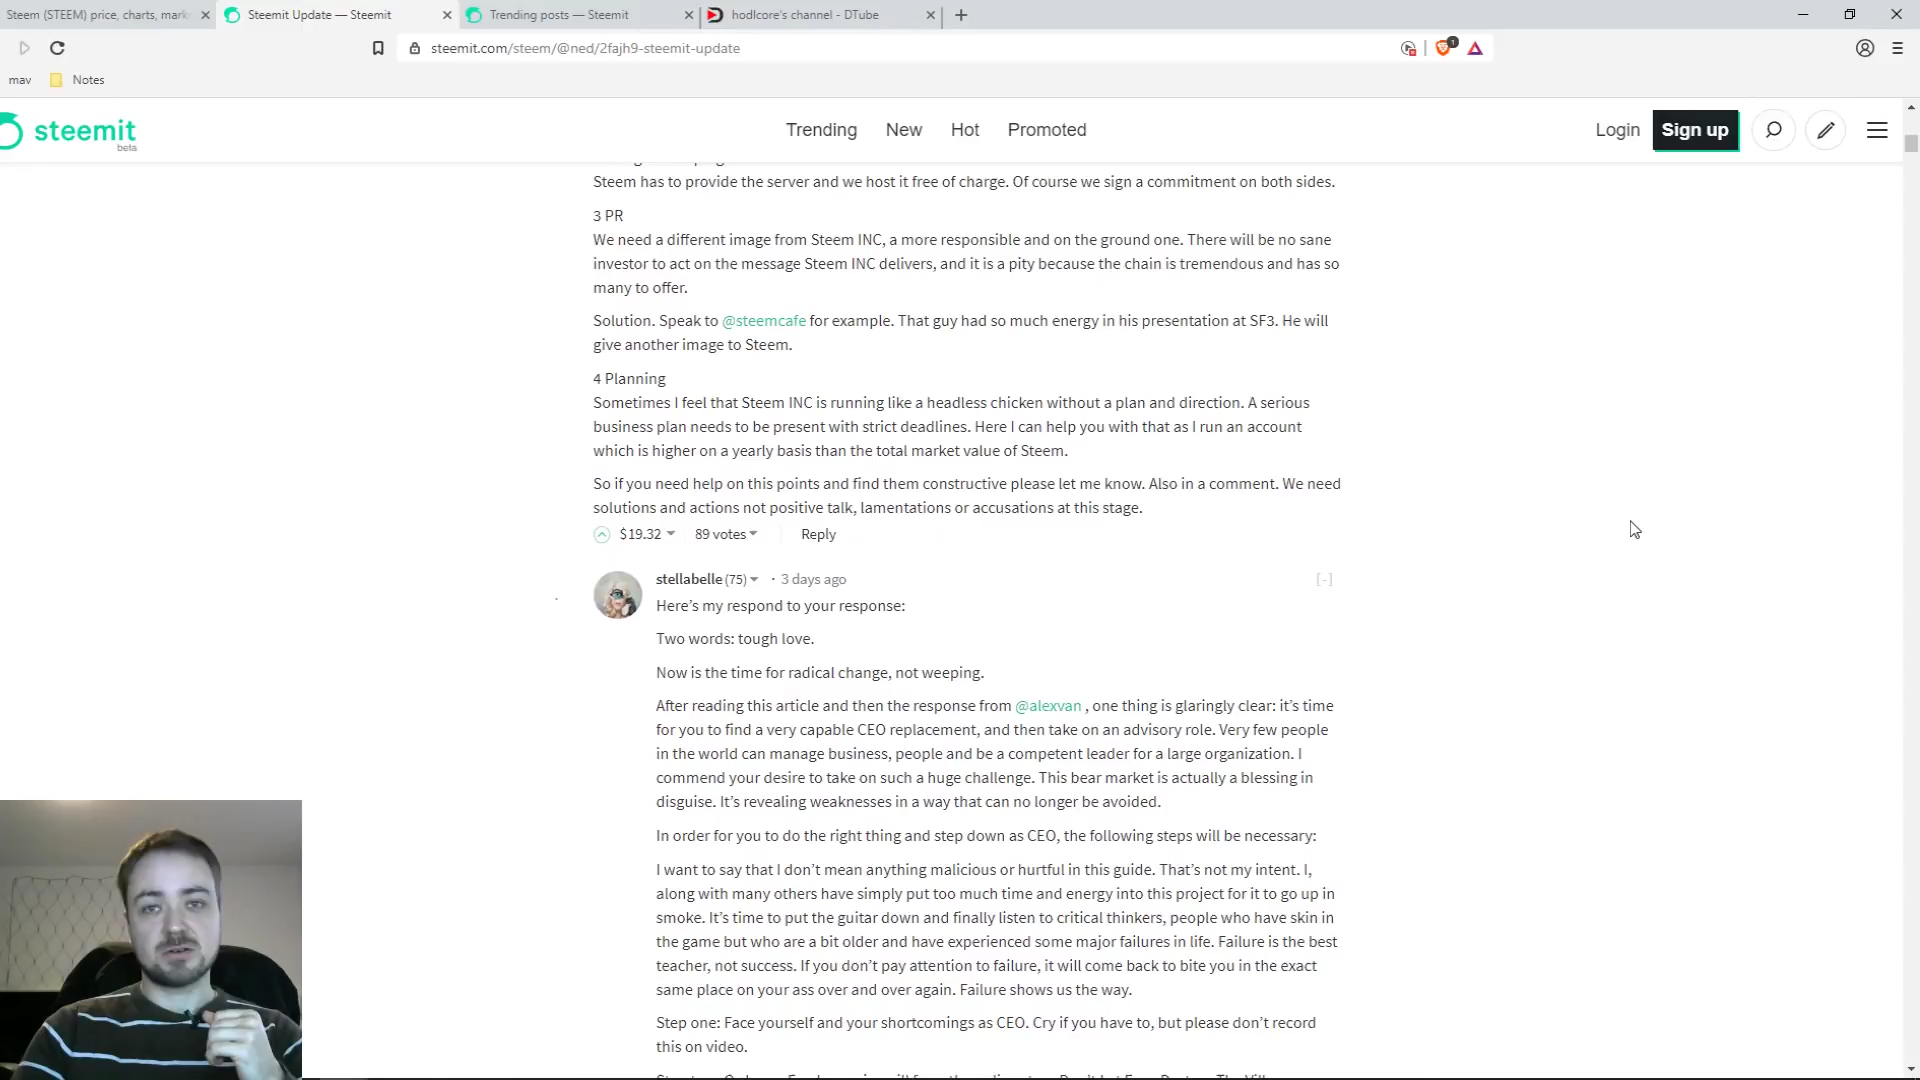 Steem (STEEM) price, charts, mark
Steemit Update — Steemit
Trending posts — Steemit
hodlcore's channel - DTube
steemit.com/steem/@ned/2fajh9-steemit-update
1
mav
Notes
steemit
beta
Trending
New
Hot
Promoted
Login
Sign up
Steem has to provide the server and we host it free of charge. Of course we sign a commitment on both sides.
3 PR
We need a different image from Steem INC, a more responsible and on the ground one. There will be no sane
investor to act on the message Steem INC delivers, and it is a pity because the chain is tremendous and has so
many to offer.
Solution. Speak to @steemcafe for example. That guy had so much energy in his presentation at SF3. He will
give another image to Steem.
4 Planning
Sometimes I feel that Steem INC is running like a headless chicken without a plan and direction. A serious
business plan needs to be present with strict deadlines. Here I can help you with that as I run an account
which is higher on a yearly basis than the total market value of Steem.
So if you need help on this points and find them constructive please let me know. Also in a comment. We need
solutions and actions not positive talk, lamentations or accusations at this stage.
$19.32
89 votes
Reply
stellabelle (75) · 3 days ago
[-]
Here's my respond to your response:
Two words: tough love.
Now is the time for radical change, not weeping.
After reading this article and then the response from @alexvan , one thing is glaringly clear: it's time
for you to find a very capable CEO replacement, and then take on an advisory role. Very few people
in the world can manage business, people and be a competent leader for a large organization. I
commend your desire to take on such a huge challenge. This bear market is actually a blessing in
disguise. It's revealing weaknesses in a way that can no longer be avoided.
In order for you to do the right thing and step down as CEO, the following steps will be necessary:
I want to say that I don't mean anything malicious or hurtful in this guide. That's not my intent. I,
along with many others have simply put too much time and energy into this project for it to go up in
smoke. It's time to put the guitar down and finally listen to critical thinkers, people who have skin in
the game but who are a bit older and have experienced some major failures in life. Failure is the best
teacher, not success. If you don't pay attention to failure, it will come back to bite you in the exact
same place on your ass over and over again. Failure shows us the way.
Step one: Face yourself and your shortcomings as CEO. Cry if you have to, but please don't record
this on video.